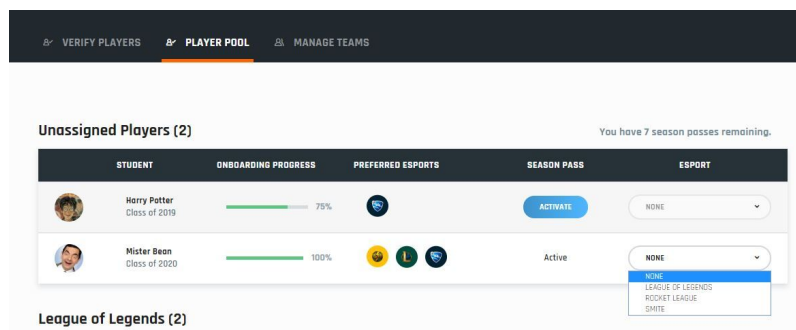 VERIFY PLAYERS PLAYER POOL MANAGE TEAMS
Unassigned Players (2) You have 7 season passes remaining.
STUDENT ONBOARDING PROGRESS PREFERRED ESPORTS SEASON PASS ESPORT
Harry Potter
Class of 2019
75% ACTIVATE NONE
Mister Bean
Class of 2020
100% Active NONE
NONE
LEAGUE OF LEGENDS
ROCKET LEAGUE
SMITE
League of Legends (2)